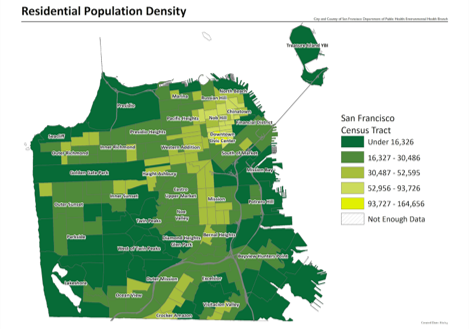 Residential Population Density
City and County of San Francisco Department of Public Health Environmental Health Branch
Treasure Island YBI
North Beach
Marina
Russian Hill
Presidio
Chinatown
Pacific Heights
Nob Hill
Financial District
Presidio Heights
Downtown
Civic Center
Seacliff
Outer Richmond
Inner Richmond
Western Addition
South of Market
Golden Gate Park
Haight Ashbury
Mission Bay
Castro
Upper Market
Inner Sunset
Outer Sunset
Mission
Potrero Hill
Noe
Valley
Twin Peaks
Parkside
Diamond Heights
Glen Park
Bernal Heights
West of Twin Peaks
Bayview Hunters Point
Lakeshore
Outer Mission
Excelsior
Ocean View
Visitacion Valley
Crocker Amazon
San Francisco
Census Tract
Under 16,326
16,327 - 30,486
30,487 - 52,595
52,956 - 93,726
93,727 - 164,656
Not Enough Data